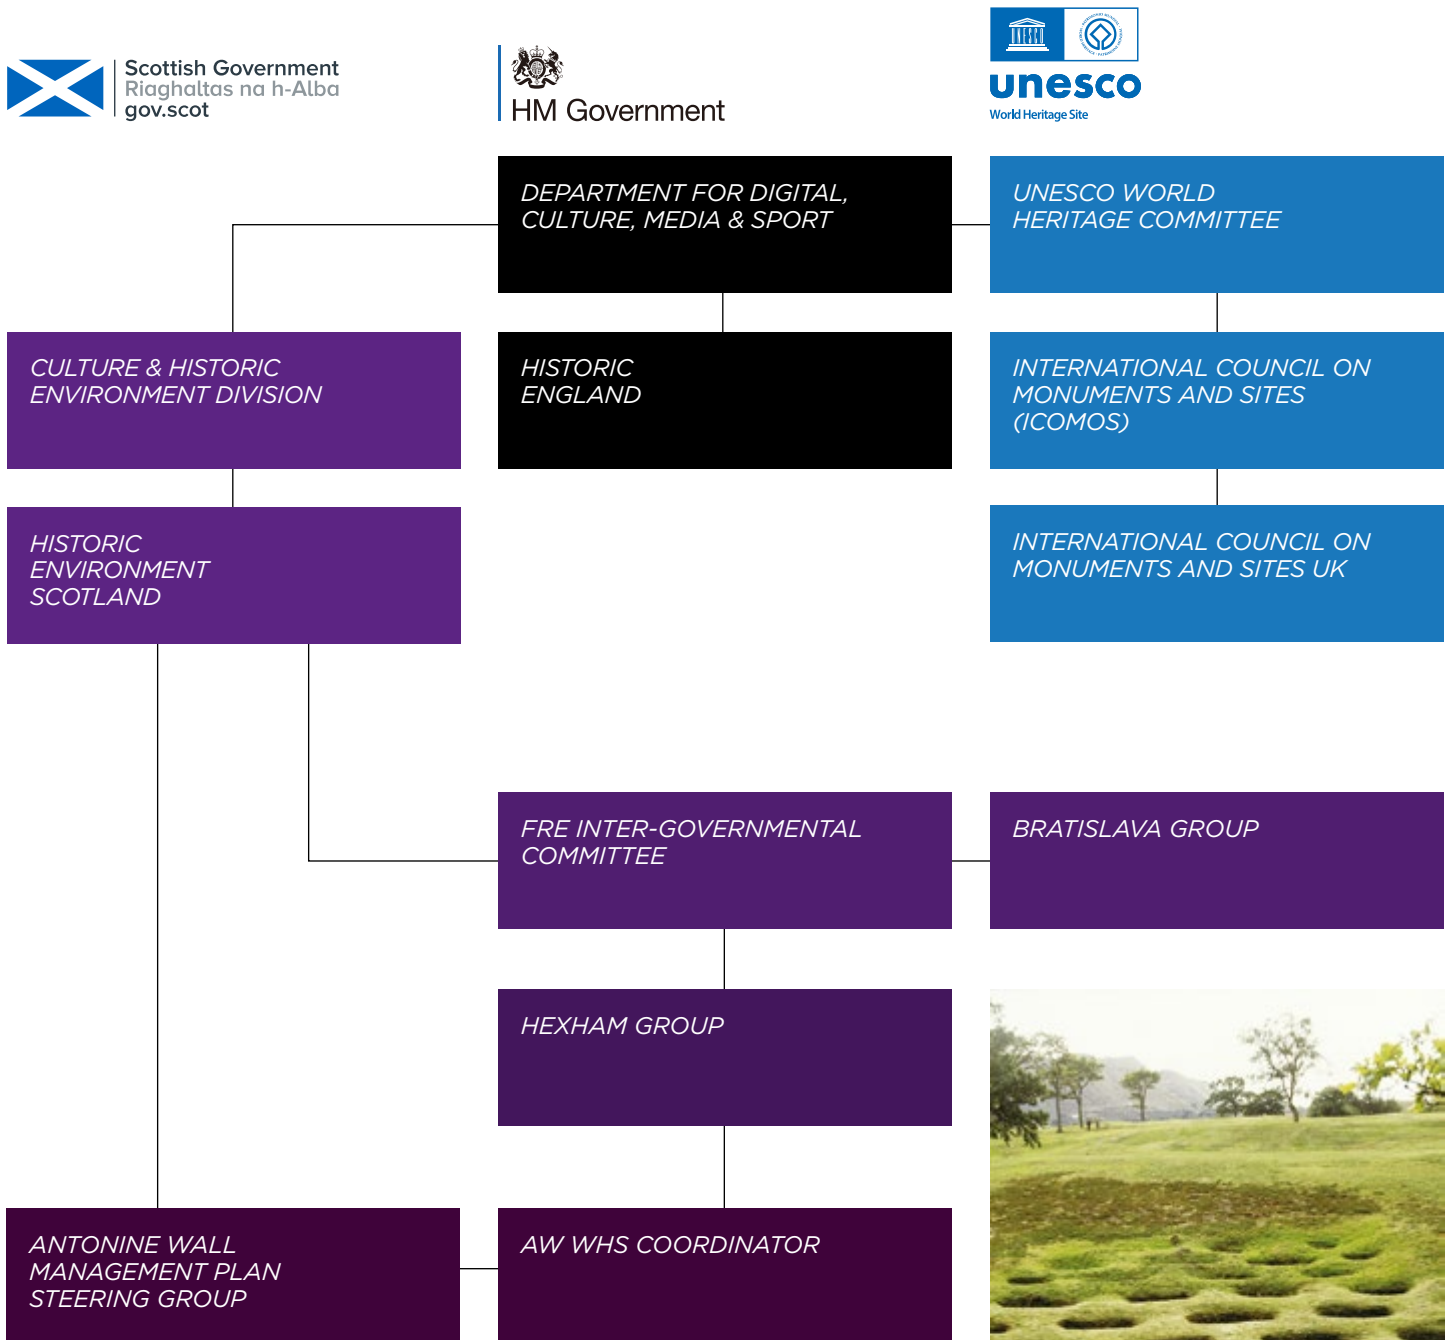 Scottish Government
Riaghaltas na h-Alba
gov.scot
HM Government
unesco
World Heritage Site
DEPARTMENT FOR DIGITAL,
CULTURE, MEDIA & SPORT
UNESCO WORLD
HERITAGE COMMITTEE
CULTURE & HISTORIC
ENVIRONMENT DIVISION
HISTORIC
ENGLAND
INTERNATIONAL COUNCIL ON
MONUMENTS AND SITES
(ICOMOS)
HISTORIC
ENVIRONMENT
SCOTLAND
INTERNATIONAL COUNCIL ON
MONUMENTS AND SITES UK
FRE INTER-GOVERNMENTAL
COMMITTEE
BRATISLAVA GROUP
HEXHAM GROUP
ANTONINE WALL
MANAGEMENT PLAN
STEERING GROUP
AW WHS COORDINATOR